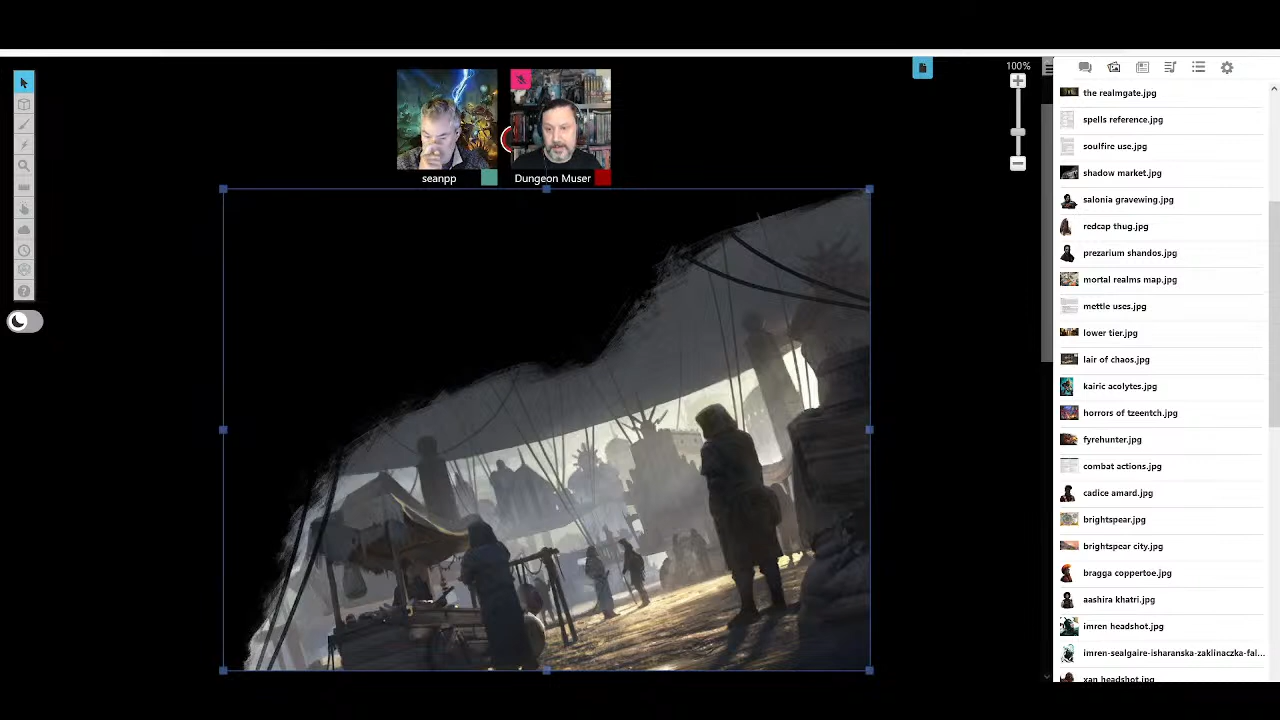 100%
seanpp
Dungeon Muser
the realmgate.jpg
spells reference.jpg
soulfire use.jpg
shadow market.jpg
salonia gravewing.jpg
redcap thug.jpg
prezarium shandos.jpg
mortal realms map.jpg
mettle uses.jpg
lower tier.jpg
lair of chaos.jpg
kairic acolytes.jpg
horrors of tzeentch.jpg
fyrehunter.jpg
combat actions.jpg
cadice amard.jpg
brightspear.jpg
brightspear city.jpg
bragga coppertoe.jpg
aashira khatri.jpg
imren headshot.jpg
imren-sealgaire-isharanska-zaklinaczka-fal...
xan headshot.jpg